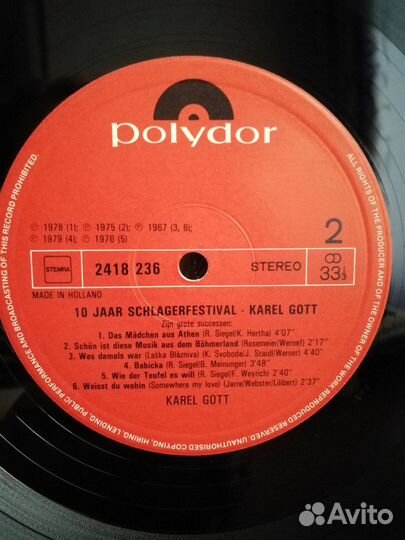 polydor
ALL RIGHTS OF THE PRODUCER AND OF THE OWNER OF THE WORK REPRODUCED RESERVED. UNAUTHORISED COPYING, HIRING, LENDING, PUBLIC PERFORMANCE AND BROADCASTING OF THIS RECORD PROHIBITED.
℗ 1978 (1); ℗ 1975 (2); ℗ 1967 (3, 6);
℗ 1979 (4); ℗ 1976 (5)
2
STEMRA 2418 236 STEREO 33⅓
MADE IN HOLLAND
10 JAAR SCHLAGERFESTIVAL - KAREL GOTT
Zijn grote successen:
1. Das Mädchen aus Athen (R. Siegel/K. Hertha) 4'07"
2. Schön ist diese Musik aus dem Böhmerland (Rosemeier/Wernef) 2'17"
3. Was damals war (Laška Bláznivá) (K. Svoboda/J. Staidl/Werner) 4'40"
4. Babicka (R. Siegel/B. Meinunger) 3'48"
5. Wie der Teufel es will (R. Siegel/F. Weyrich) 2'40"
6. Weisst du wohin (Somewhere my love) (Jarre/Webster/Lilibert) 2'37"
KAREL GOTT
Avito